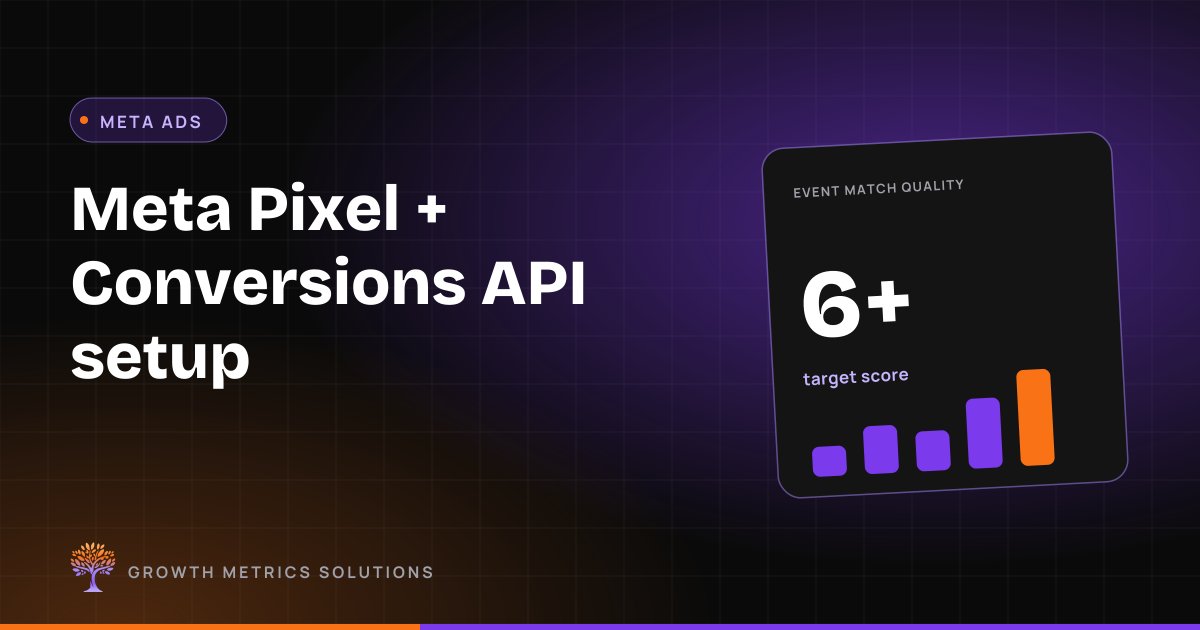 META ADS
Meta Pixel +
Conversions API
setup
EVENT MATCH QUALITY
6+
target score
GROWTH METRICS SOLUTIONS